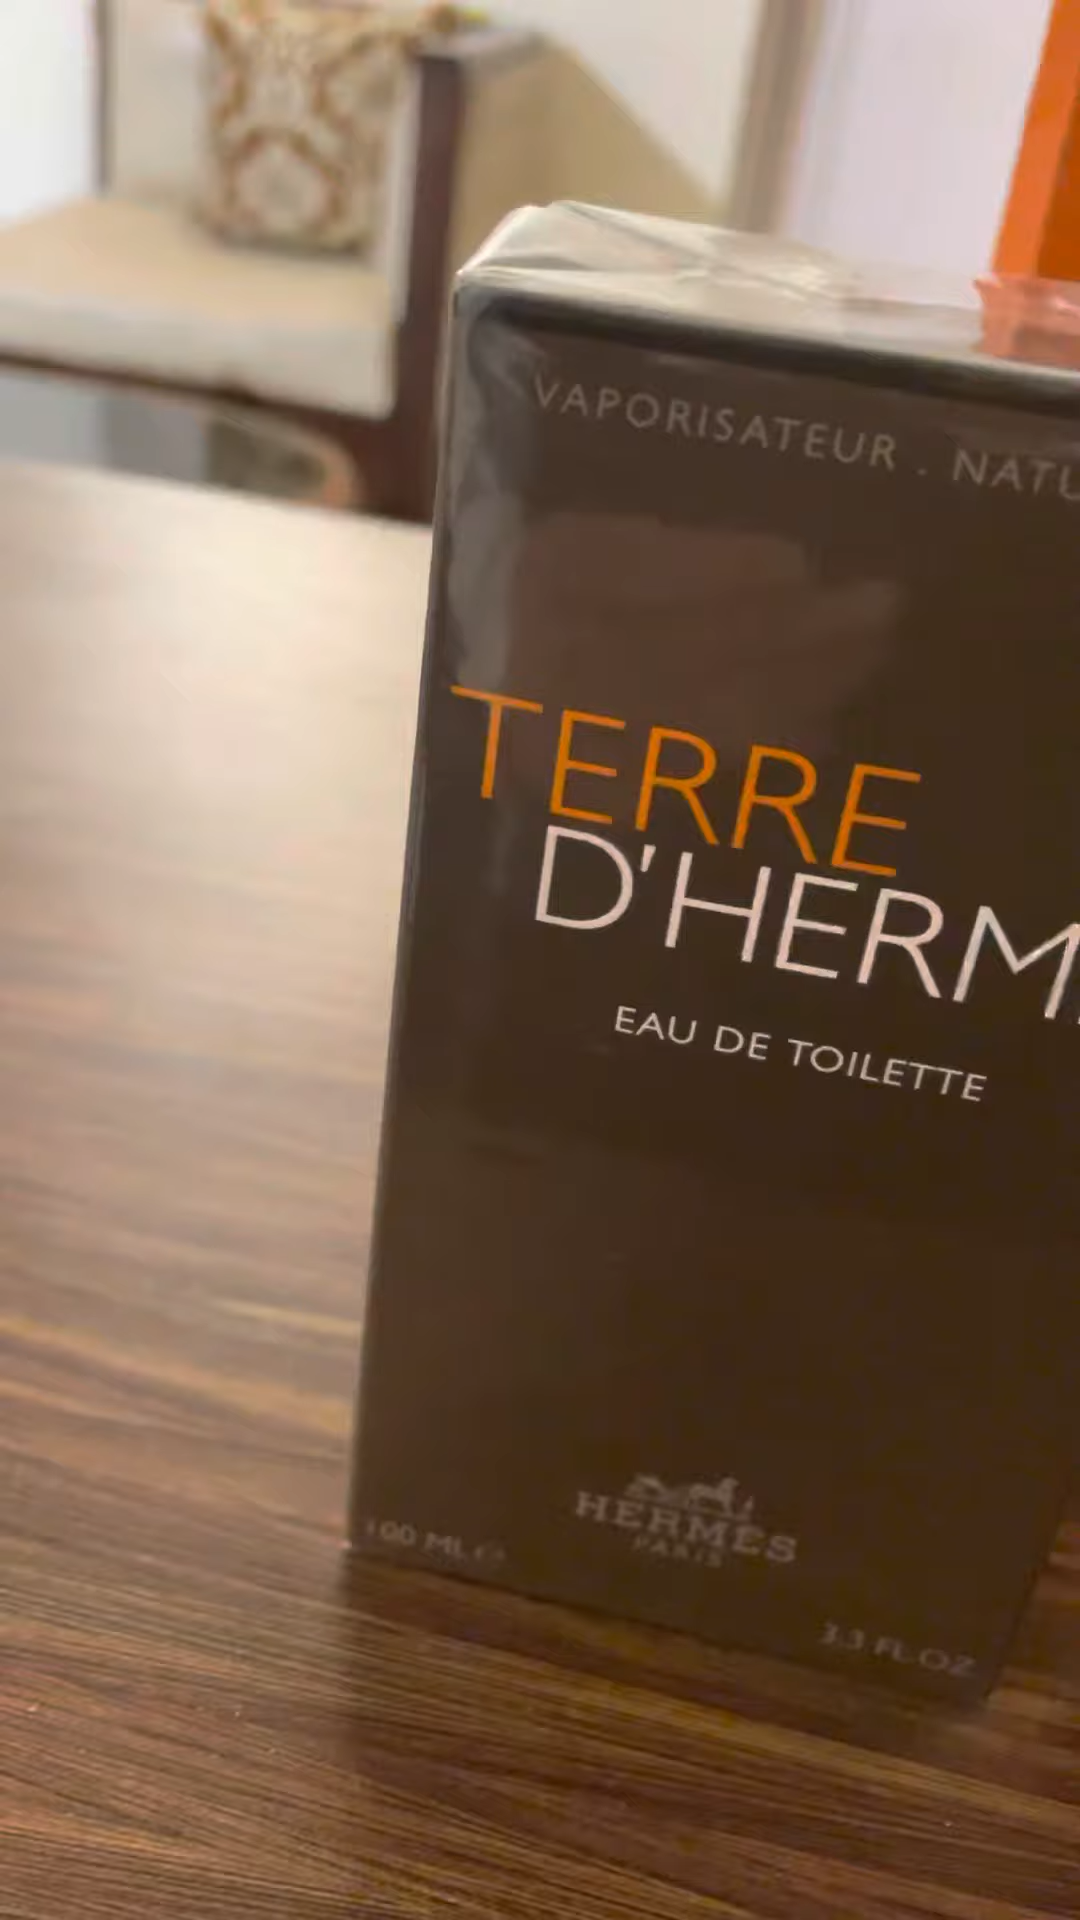 VAPORISATEUR . NATU
TERRE
D'HERM
EAU DE TOILETTE
HERMÈS
PARIS
100 ML e
3.3 FL.OZ